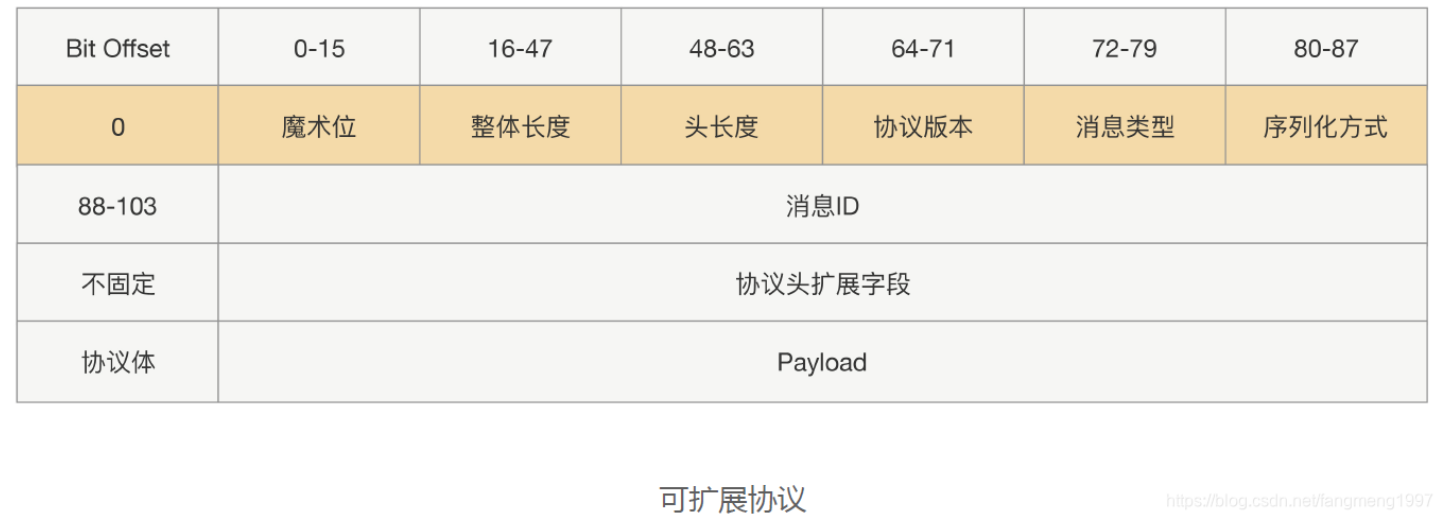 Bit Offset 0-15 16-47 48-63 64-71 72-79 80-87
0 魔术位 整体长度 头长度 协议版本 消息类型 序列化方式
88-103 消息ID
不固定 协议头扩展字段
协议体 Payload
可扩展协议
https://blog.csdn.net/fangmeng1997